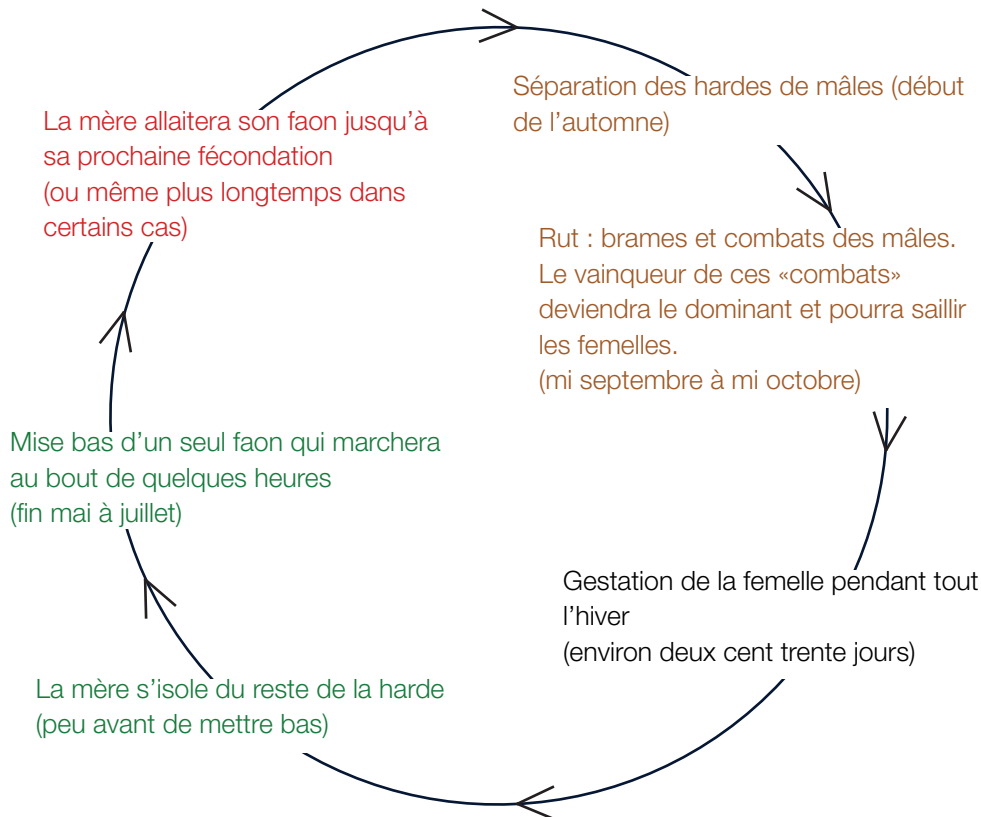 Séparation des hardes de mâles (début
de l’automne)
Rut : brames et combats des mâles.
Le vainqueur de ces «combats»
deviendra le dominant et pourra saillir
les femelles.
(mi septembre à mi octobre)
Gestation de la femelle pendant tout
l’hiver
(environ deux cent trente jours)
La mère s’isole du reste de la harde
(peu avant de mettre bas)
Mise bas d’un seul faon qui marchera
au bout de quelques heures
(fin mai à juillet)
La mère allaitera son faon jusqu’à
sa prochaine fécondation
(ou même plus longtemps dans
certains cas)